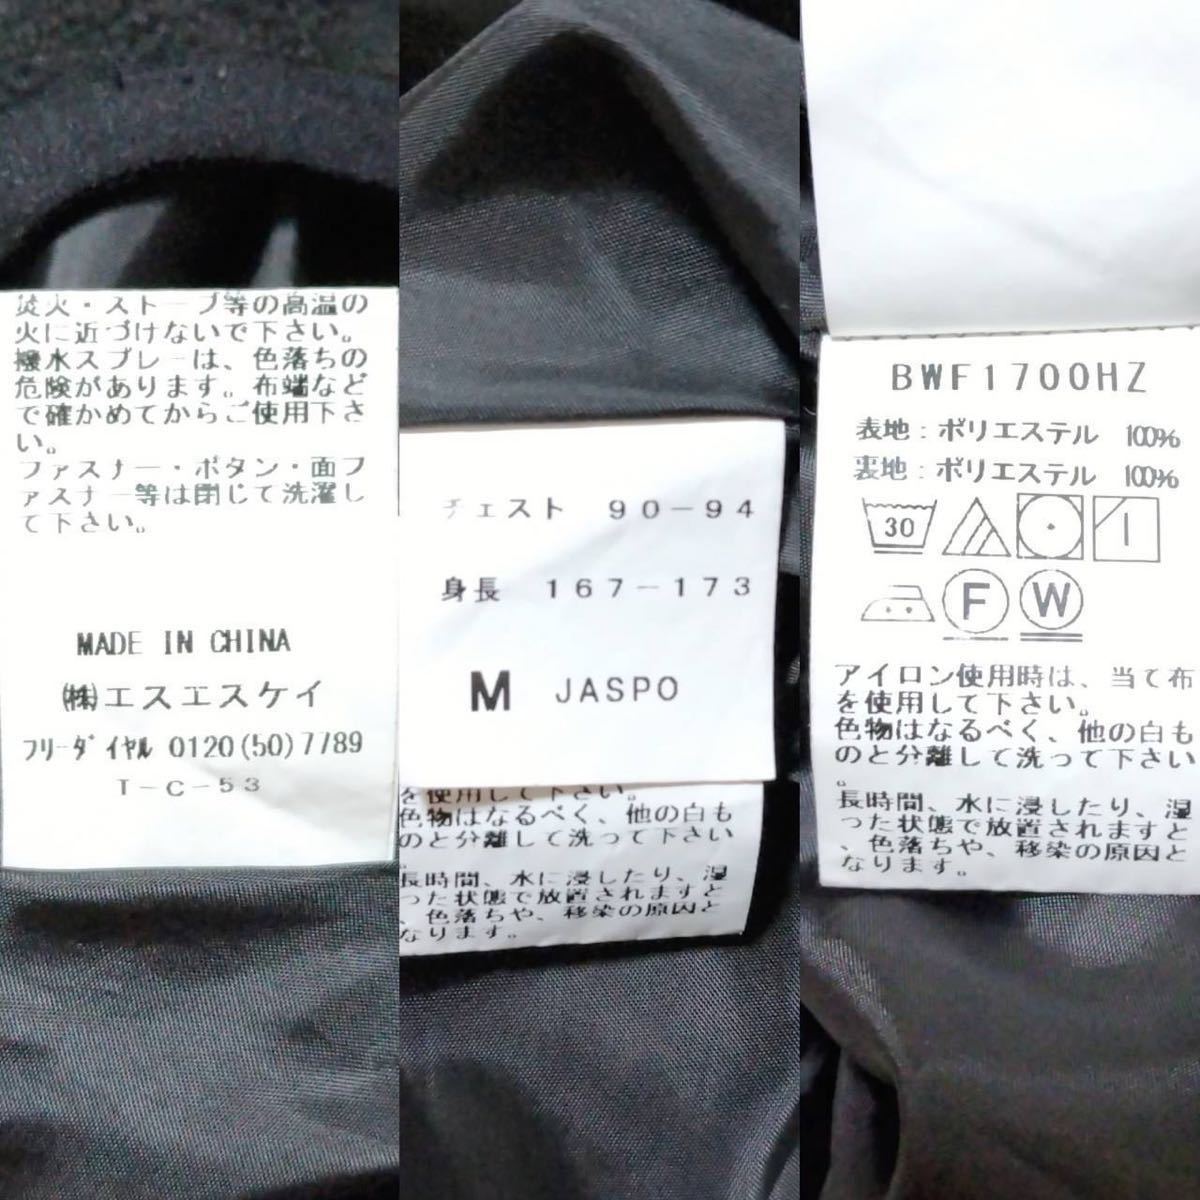 焚火・ストーブ等の高温の
火に近づけないで下さい。
撥水スプレーは、色落ちの
危険があります。布端など
で確かめてからご使用下さ
い。
ファスナー・ボタン・面フ
ァスナー等は閉じて洗濯し
て下さい。
MADE IN CHINA
㈱エスエスケイ
フリーダイヤル 0120(50)7789
T-C-53
チェスト 90-94
身長 167-173
M JASPO
を使用して下さい。
色物はなるべく、他の白も
のと分離して洗って下さい
。
長時間、水に浸したり、湿
った状態で放置されますと
、色落ちや、移染の原因と
なります。
BWF1700HZ
表地：ポリエステル 100%
裏地：ポリエステル 100%
30
F W
アイロン使用時は、当て布
を使用して下さい。
色物はなるべく、他の白も
のと分離して洗って下さい
。
長時間、水に浸したり、湿
った状態で放置されますと
、色落ちや、移染の原因と
なります。